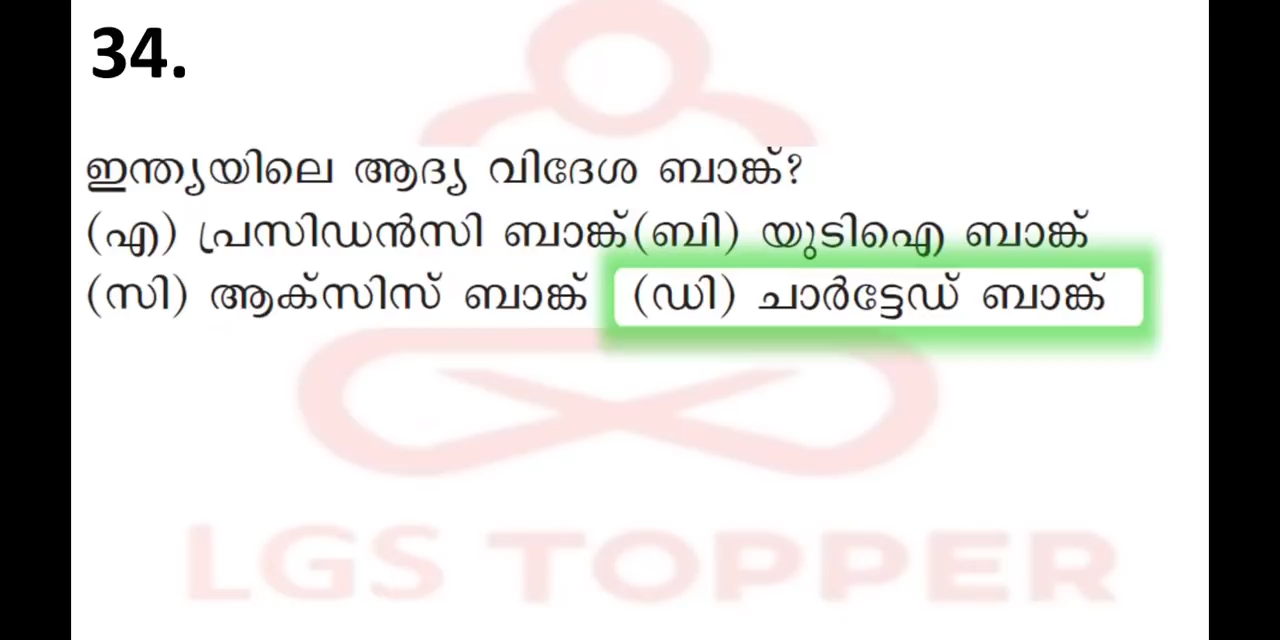 34.
ഇന്ത്യയിലെ ആദ്യ വിദേശ ബാങ്ക്?
(എ) പ്രസിഡൻസി ബാങ്ക്(ബി) യുടിഐ ബാങ്ക്
(സി) ആക്സിസ് ബാങ്ക് (ഡി) ചാർട്ടേഡ് ബാങ്ക്
LGS TOPPER